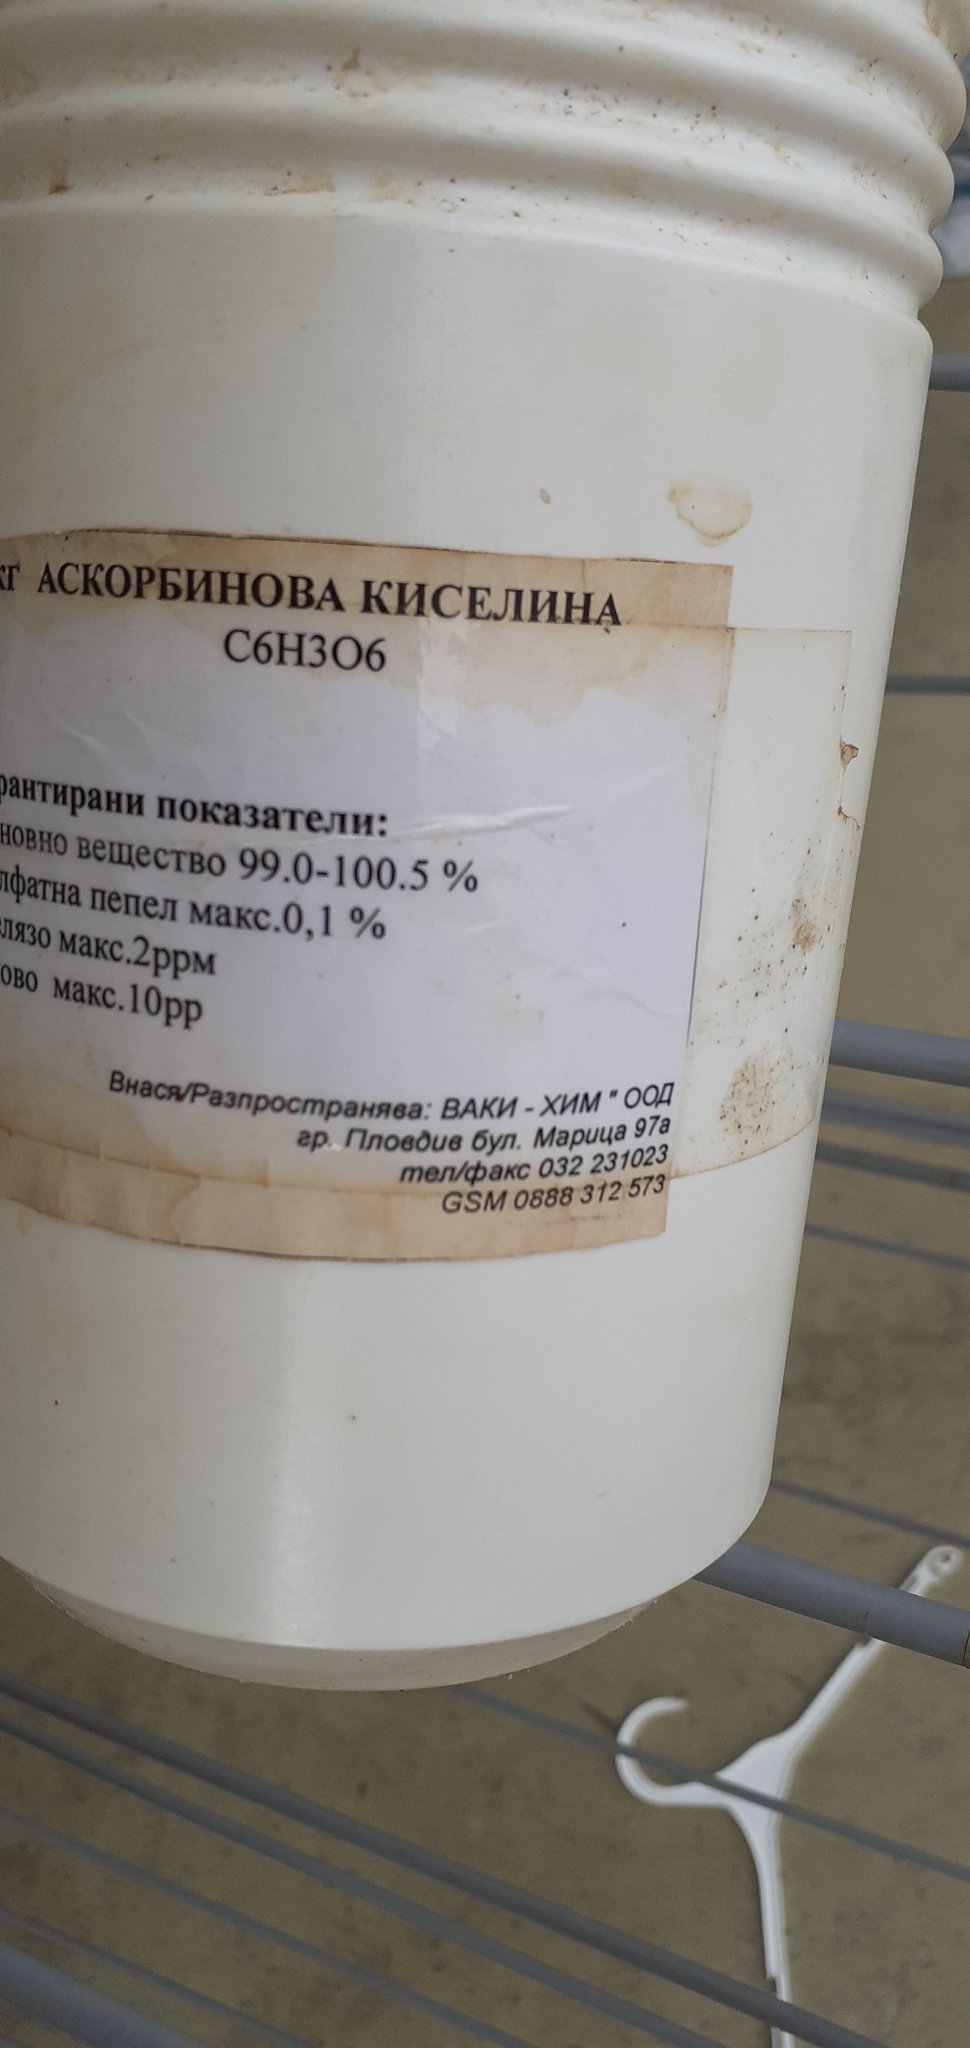 кг АСКОРБИНОВА КИСЕЛИНА
C6H3O6
рантирани показатели:
новно вещество 99.0-100.5 %
лфатна пепел макс.0,1 %
лязо макс.2ppм
ово макс.10pp
Внася/Разпространява: ВАКИ - ХИМ " ООД
гр. Пловдив бул. Марица 97а
тел/факс 032 231023
GSM 0888 312 573